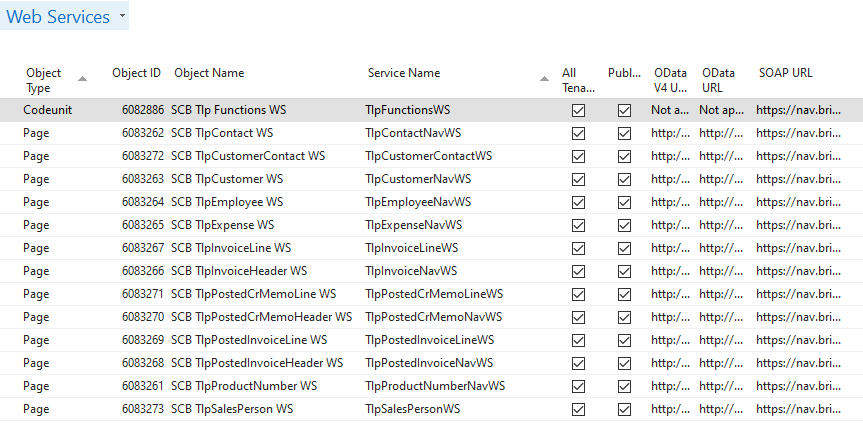 Web Services
Object Type Object ID Object Name Service Name All Tena... Publ... OData V4 U... OData URL SOAP URL
Codeunit 6082886 SCB Tlp Functions WS TlpFunctionsWS Not a... Not ap... https://nav.bri...
Page 6083262 SCB TlpContact WS TlpContactNavWS http:/... http://... https://nav.bri...
Page 6083272 SCB TlpCustomerContact WS TlpCustomerContactWS http:/... http://... https://nav.bri...
Page 6083263 SCB TlpCustomer WS TlpCustomerNavWS http:/... http://... https://nav.bri...
Page 6083264 SCB TlpEmployee WS TlpEmployeeNavWS http:/... http://... https://nav.bri...
Page 6083265 SCB TlpExpense WS TlpExpenseNavWS http:/... http://... https://nav.bri...
Page 6083267 SCB TlpInvoiceLine WS TlpInvoiceLineWS http:/... http://... https://nav.bri...
Page 6083266 SCB TlpInvoiceHeader WS TlpInvoiceNavWS http:/... http://... https://nav.bri...
Page 6083271 SCB TlpPostedCrMemoLine WS TlpPostedCrMemoLineWS http:/... http://... https://nav.bri...
Page 6083270 SCB TlpPostedCrMemoHeader WS TlpPostedCrMemoNavWS http:/... http://... https://nav.bri...
Page 6083269 SCB TlpPostedInvoiceLine WS TlpPostedInvoiceLineWS http:/... http://... https://nav.bri...
Page 6083268 SCB TlpPostedInvoiceHeader WS TlpPostedInvoiceNavWS http:/... http://... https://nav.bri...
Page 6083261 SCB TlpProductNumber WS TlpProductNumberNavWS http:/... http://... https://nav.bri...
Page 6083273 SCB TlpSalesPerson WS TlpSalesPersonWS http:/... http://... https://nav.bri...